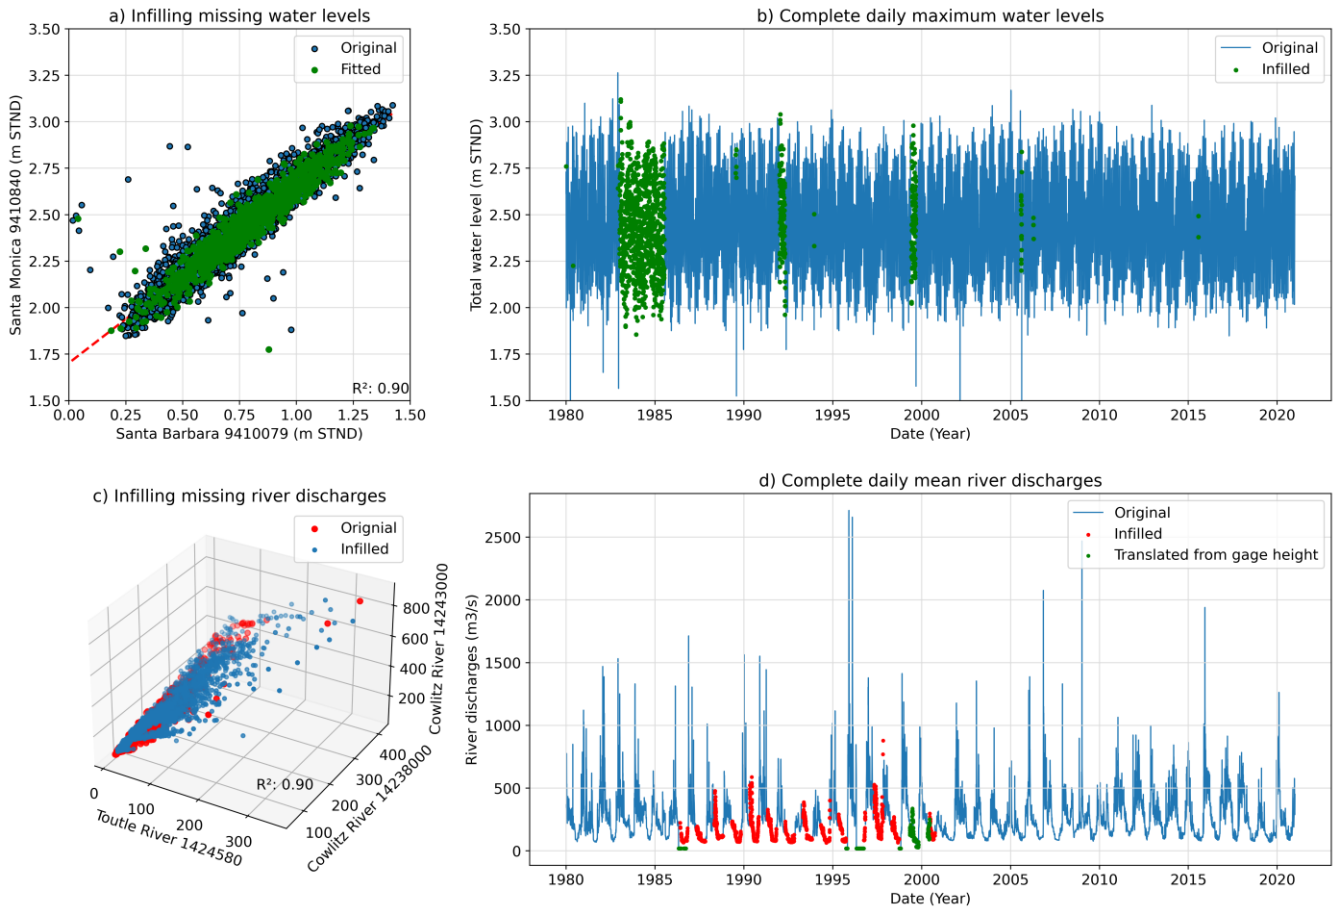 a) Infilling missing water levels
3.50
3.25
3.00
2.75
2.50
2.25
2.00
1.75
1.50
Santa Monica 9410840 (m STND)
Original
Fitted
R²: 0.90
0.00 0.25 0.50 0.75 1.00 1.25 1.50
Santa Barbara 9410079 (m STND)
b) Complete daily maximum water levels
3.50
3.25
3.00
2.75
2.50
2.25
2.00
1.75
1.50
Total water level (m STND)
Original
Infilled
1980 1985 1990 1995 2000 2005 2010 2015 2020
Date (Year)
c) Infilling missing river discharges
Orignial
Infilled
800
600
400
200
Cowlitz River 14243000
R²: 0.90
0 100 200 300
Toutle River 1424580
100 200 300 400
Cowlitz River 14238000
d) Complete daily mean river discharges
2500
2000
1500
1000
500
0
River discharges (m3/s)
Original
Infilled
Translated from gage height
1980 1985 1990 1995 2000 2005 2010 2015 2020
Date (Year)